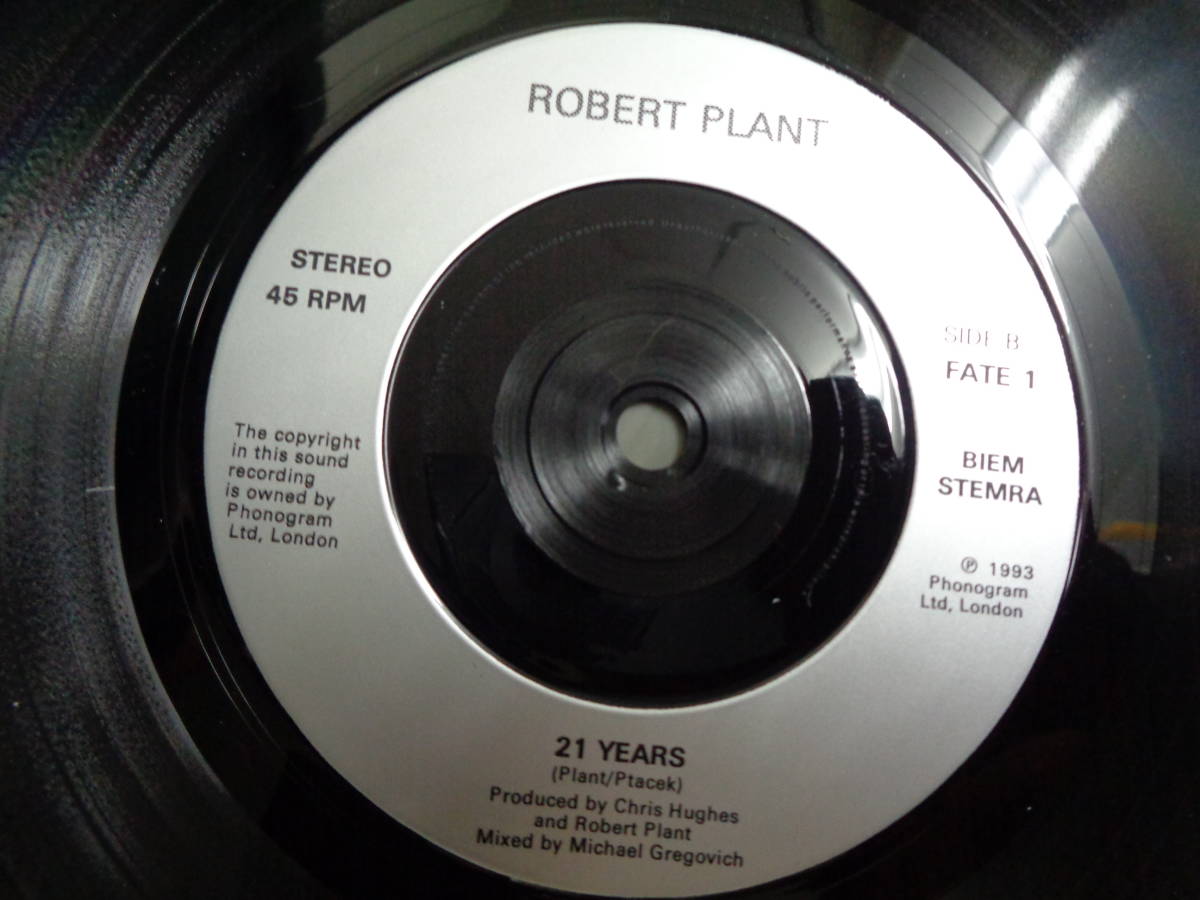 ROBERT PLANT
STEREO
45 RPM
SIDE B
FATE 1
The copyright
in this sound
recording
is owned by
Phonogram
Ltd, London
BIEM
STEMRA
℗ 1993
Phonogram
Ltd, London
21 YEARS
(Plant/Ptacek)
Produced by Chris Hughes
and Robert Plant
Mixed by Michael Gregovich